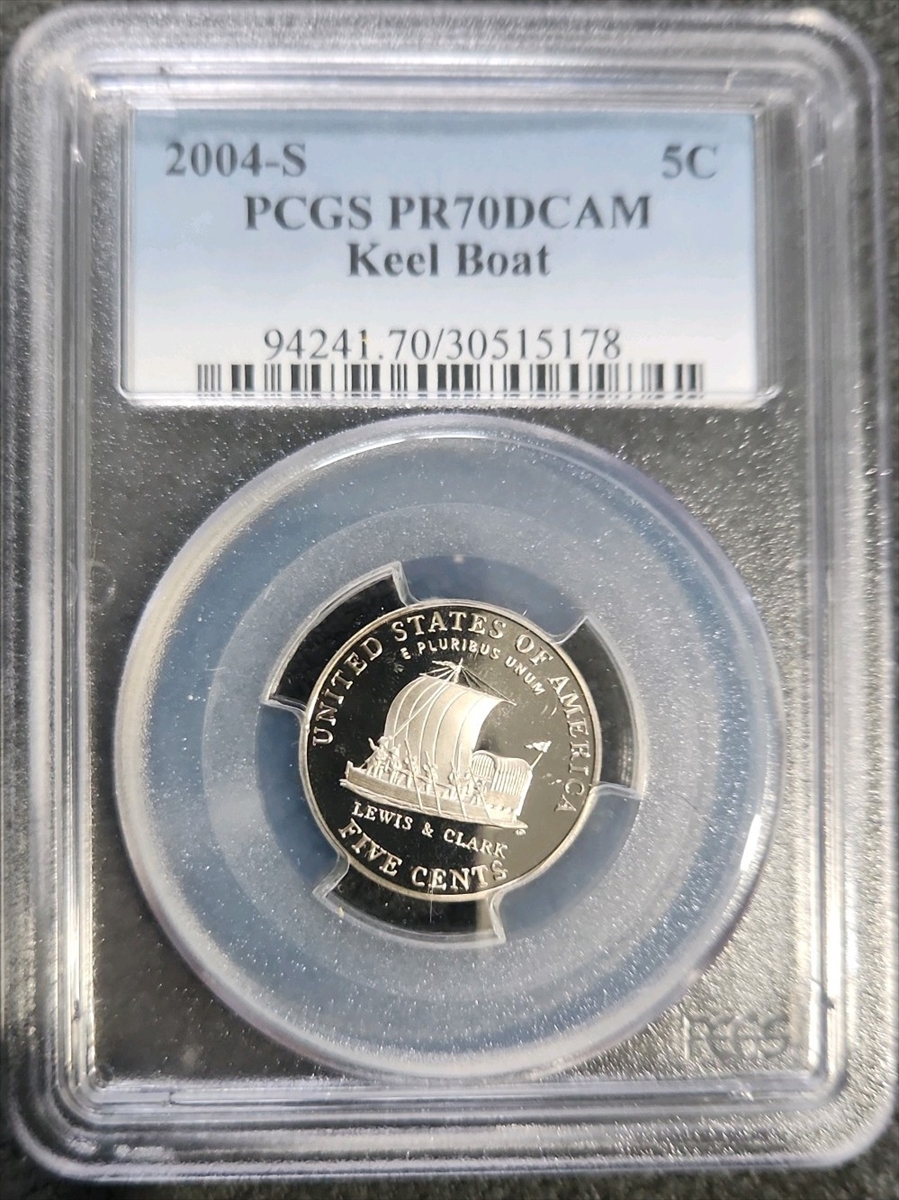 2004-S 5C
PCGS PR70DCAM
Keel Boat
94241.70/30515178
UNITED STATES OF AMERICA
E PLURIBUS UNUM
LEWIS & CLARK
FIVE CENTS
PCGS